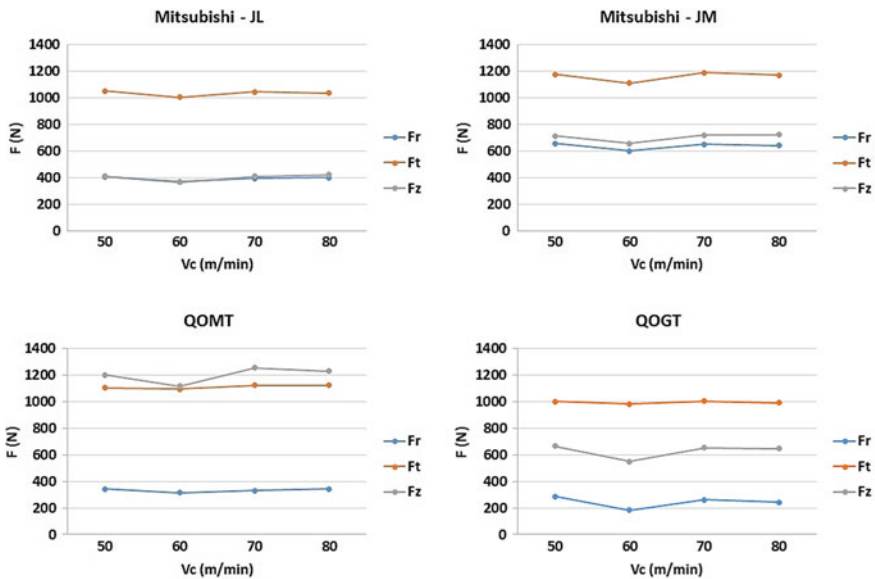 Mitsubishi - JL
1400
1200
1000
800
600
400
200
0
F (N)
50 60 70 80
Vc (m/min)
Fr
Ft
Fz
Mitsubishi - JM
1400
1200
1000
800
600
400
200
0
F (N)
50 60 70 80
Vc (m/min)
Fr
Ft
Fz
QOMT
1400
1200
1000
800
600
400
200
0
F (N)
50 60 70 80
Vc (m/min)
Fr
Ft
Fz
QOGT
1400
1200
1000
800
600
400
200
0
F (N)
50 60 70 80
Vc (m/min)
Fr
Ft
Fz